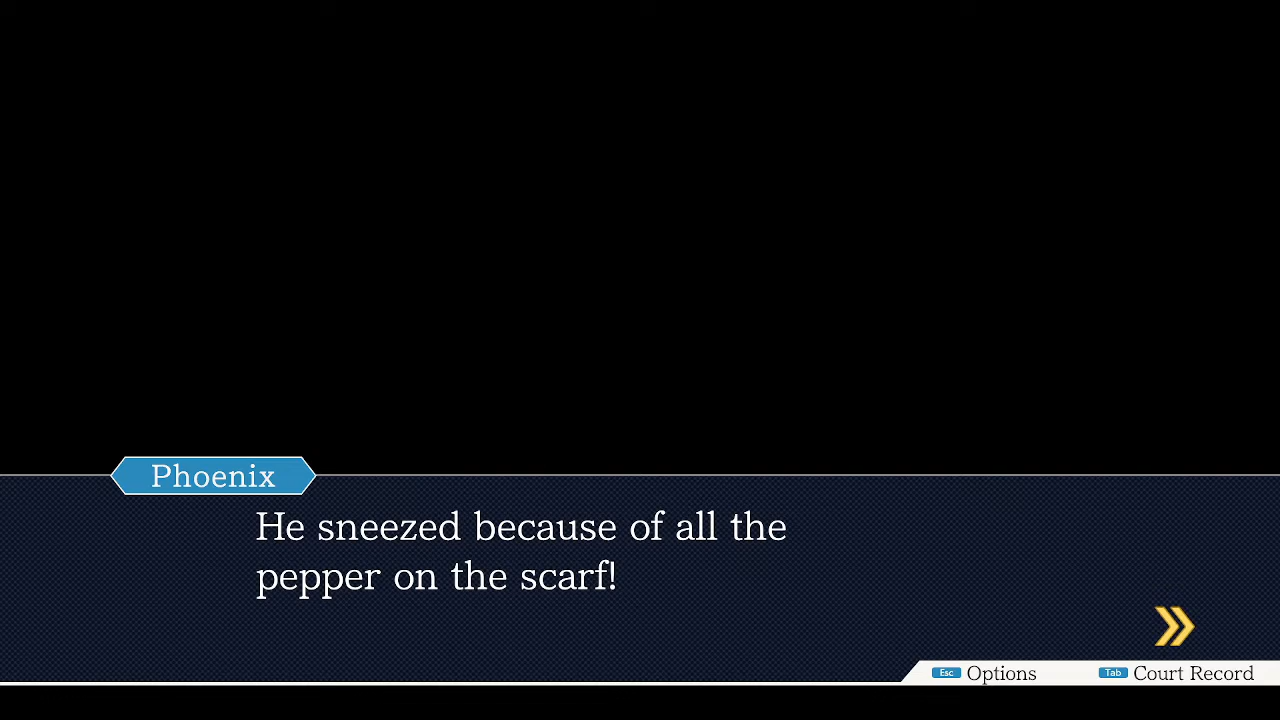 Phoenix
He sneezed because of all the
pepper on the scarf!
Esc Options Tab Court Record